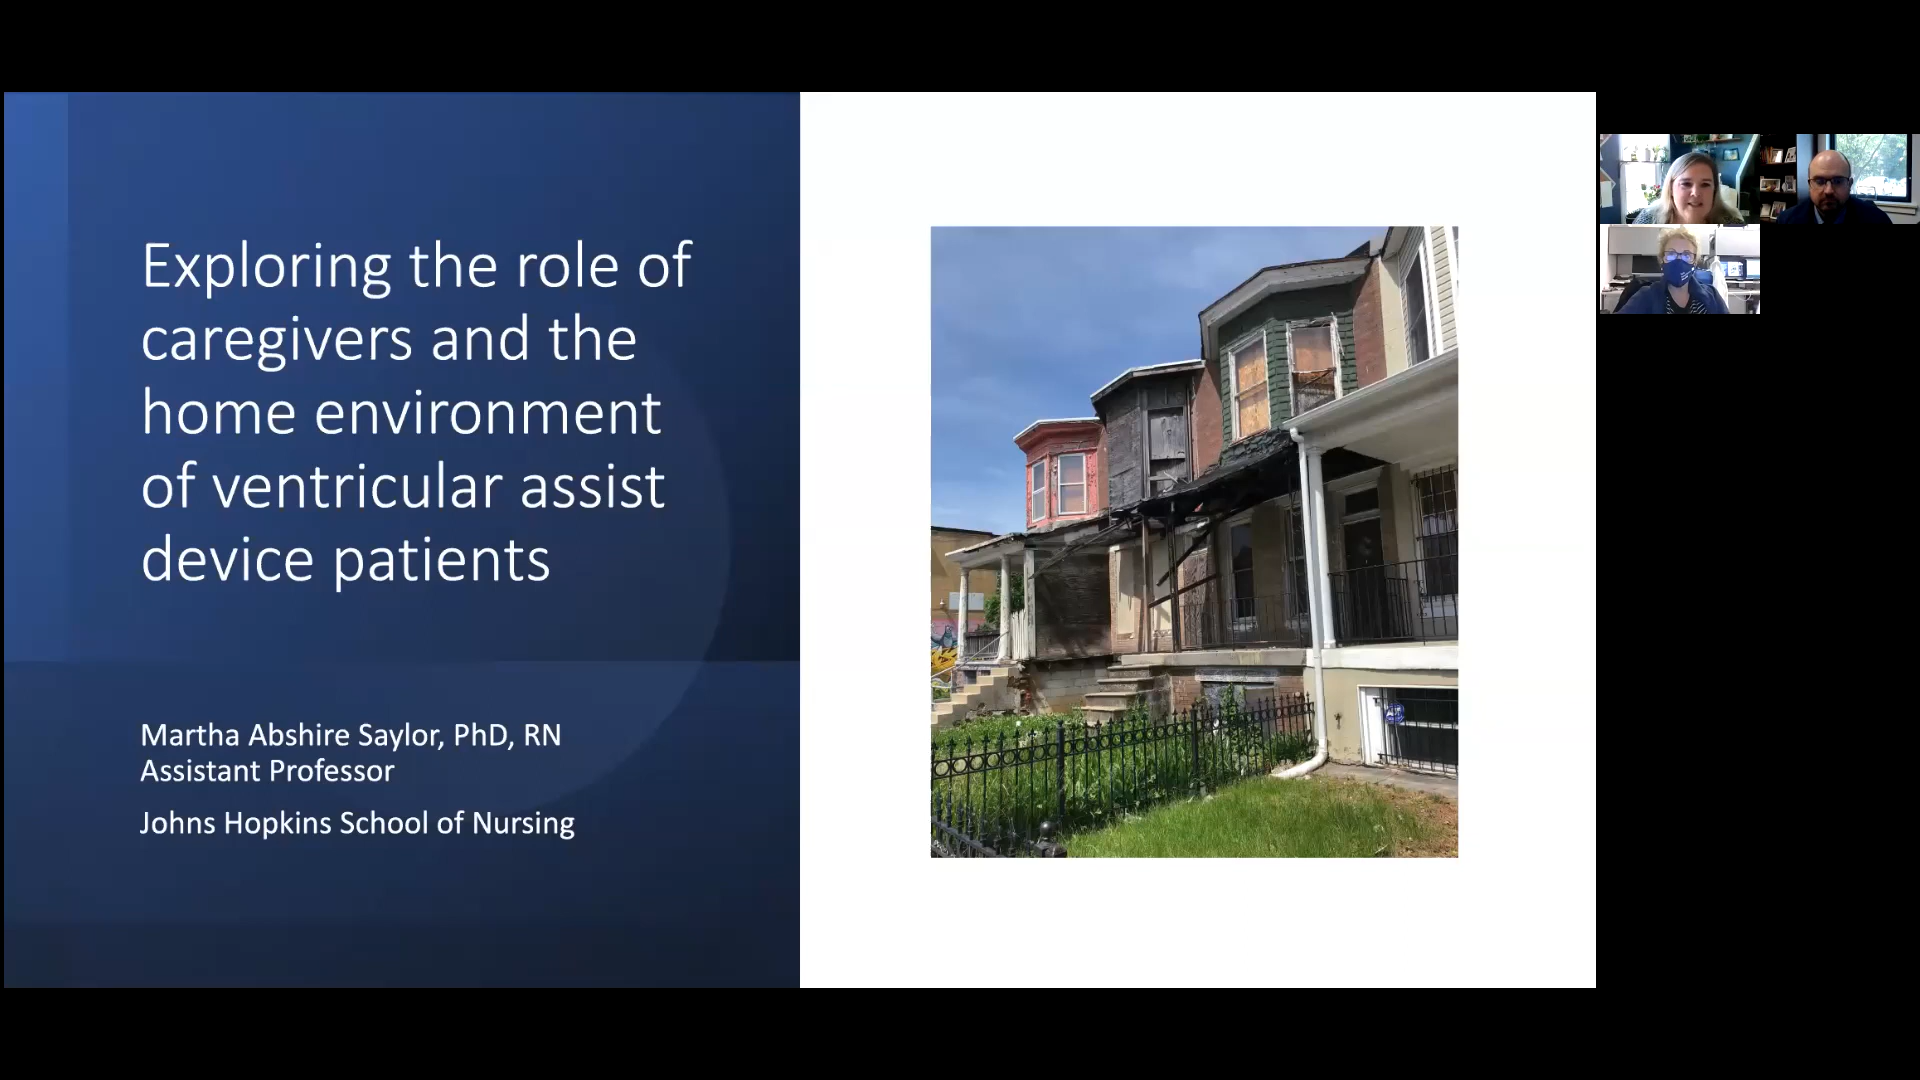 Exploring the role of
caregivers and the
home environment
of ventricular assist
device patients
Martha Abshire Saylor, PhD, RN
Assistant Professor
Johns Hopkins School of Nursing